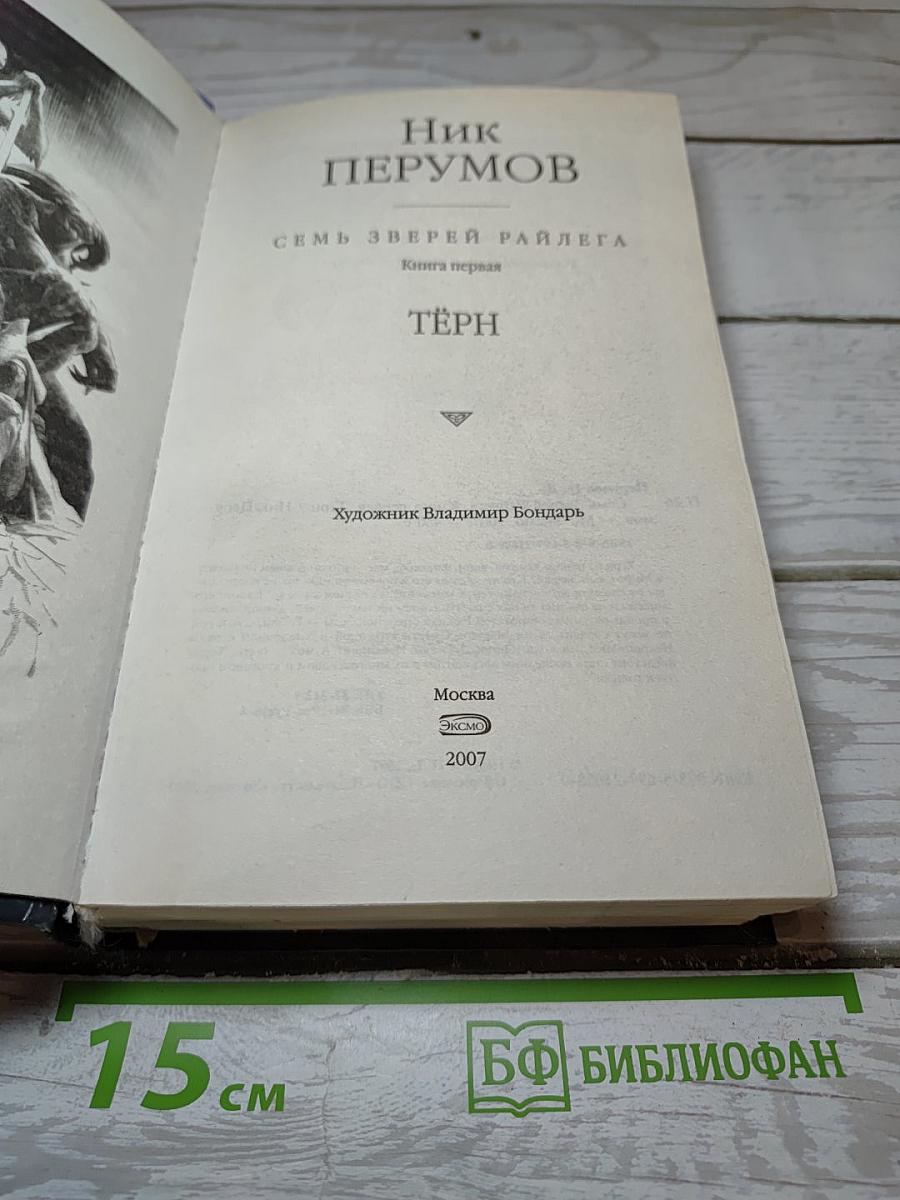 Ник
ПЕРУМОВ
СЕМЬ ЗВЕРЕЙ РАЙЛЕГА
Книга первая
ТЁРН
Художник Владимир Бондарь
Москва
ЭКСМО
2007
15 см
БФ БИБЛИОФАН